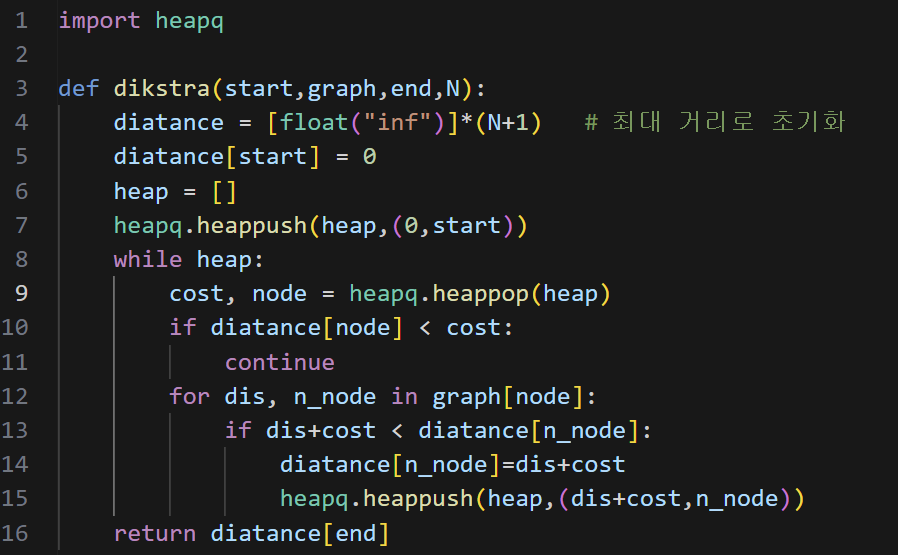 1 import heapq
2
3 def dikstra(start,graph,end,N):
4     diatance = [float("inf")]*(N+1)   # 최대 거리로 초기화
5     diatance[start] = 0
6     heap = []
7     heapq.heappush(heap,(0,start))
8     while heap:
9         cost, node = heapq.heappop(heap)
10         if diatance[node] < cost:
11             continue
12         for dis, n_node in graph[node]:
13             if dis+cost < diatance[n_node]:
14                 diatance[n_node]=dis+cost
15                 heapq.heappush(heap,(dis+cost,n_node))
16     return diatance[end]